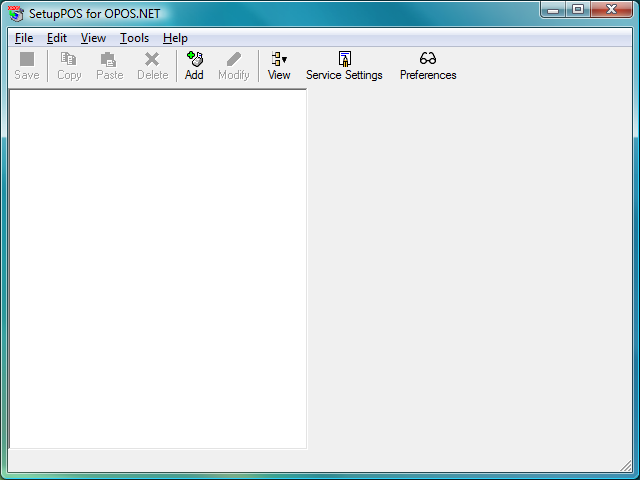 SetupPOS for OPOS.NET
File Edit View Tools Help
Save Copy Paste Delete Add Modify View Service Settings Preferences